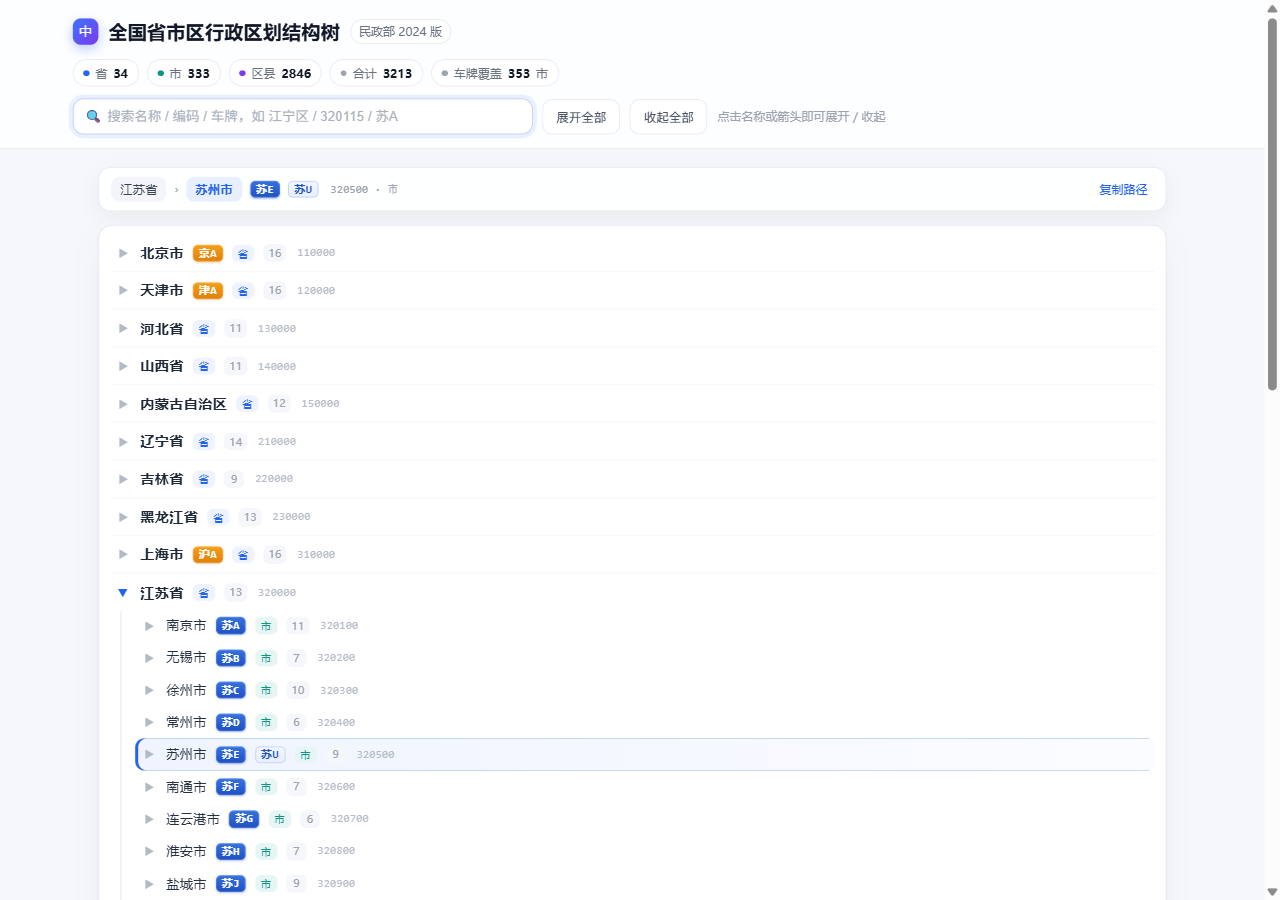 中 全国省市区行政区划结构树 民政部 2024 版
省 34 市 333 区县 2846 合计 3213 车牌覆盖 353 市
搜索名称 / 编码 / 车牌，如 江宁区 / 320115 / 苏A 展开全部 收起全部 点击名称或箭头即可展开 / 收起
江苏省 › 苏州市 苏E 苏U 320500 · 市 复制路径
北京市 京A 省 16 110000
天津市 津A 省 16 120000
河北省 省 11 130000
山西省 省 11 140000
内蒙古自治区 省 12 150000
辽宁省 省 14 210000
吉林省 省 9 220000
黑龙江省 省 13 230000
上海市 沪A 省 16 310000
江苏省 省 13 320000
南京市 苏A 市 11 320100
无锡市 苏B 市 7 320200
徐州市 苏C 市 10 320300
常州市 苏D 市 6 320400
苏州市 苏E 苏U 市 9 320500
南通市 苏F 市 7 320600
连云港市 苏G 市 6 320700
淮安市 苏H 市 7 320800
盐城市 苏J 市 9 320900